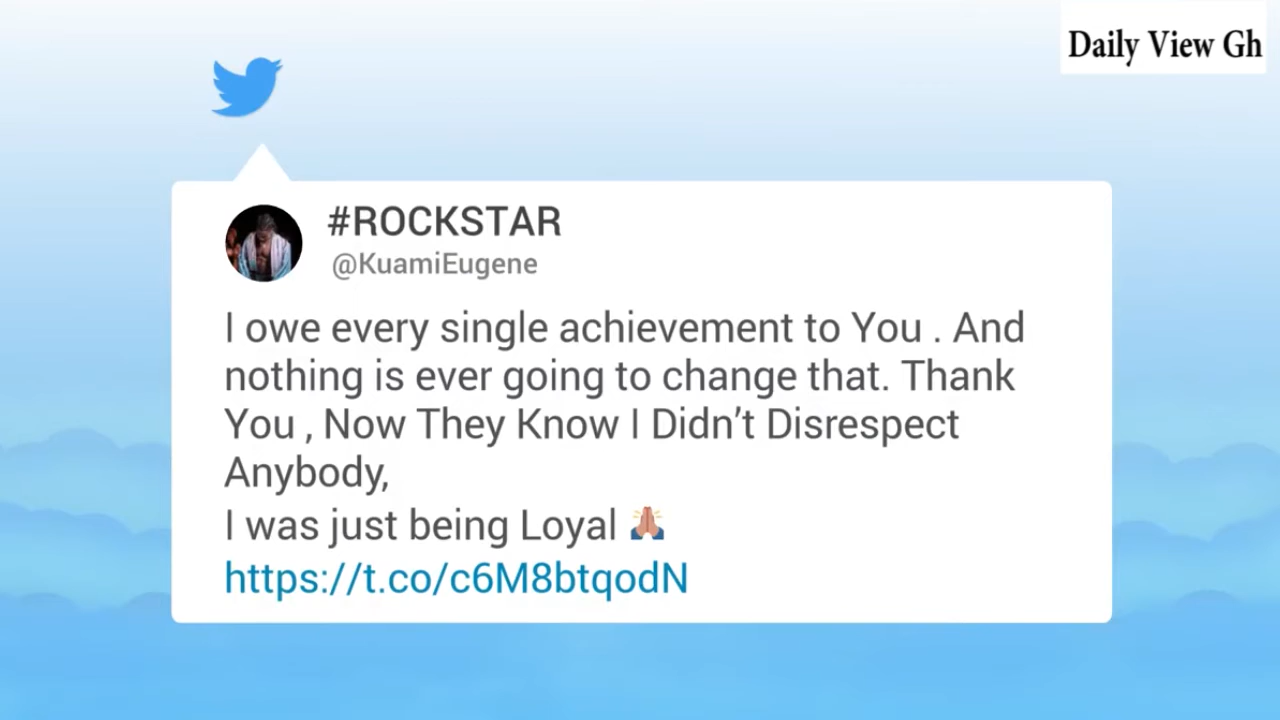 Daily View Gh
#ROCKSTAR
@KuamiEugene
I owe every single achievement to You . And
nothing is ever going to change that. Thank
You , Now They Know I Didn’t Disrespect
Anybody,
I was just being Loyal 🙏🏽
https://t.co/c6M8btqodN